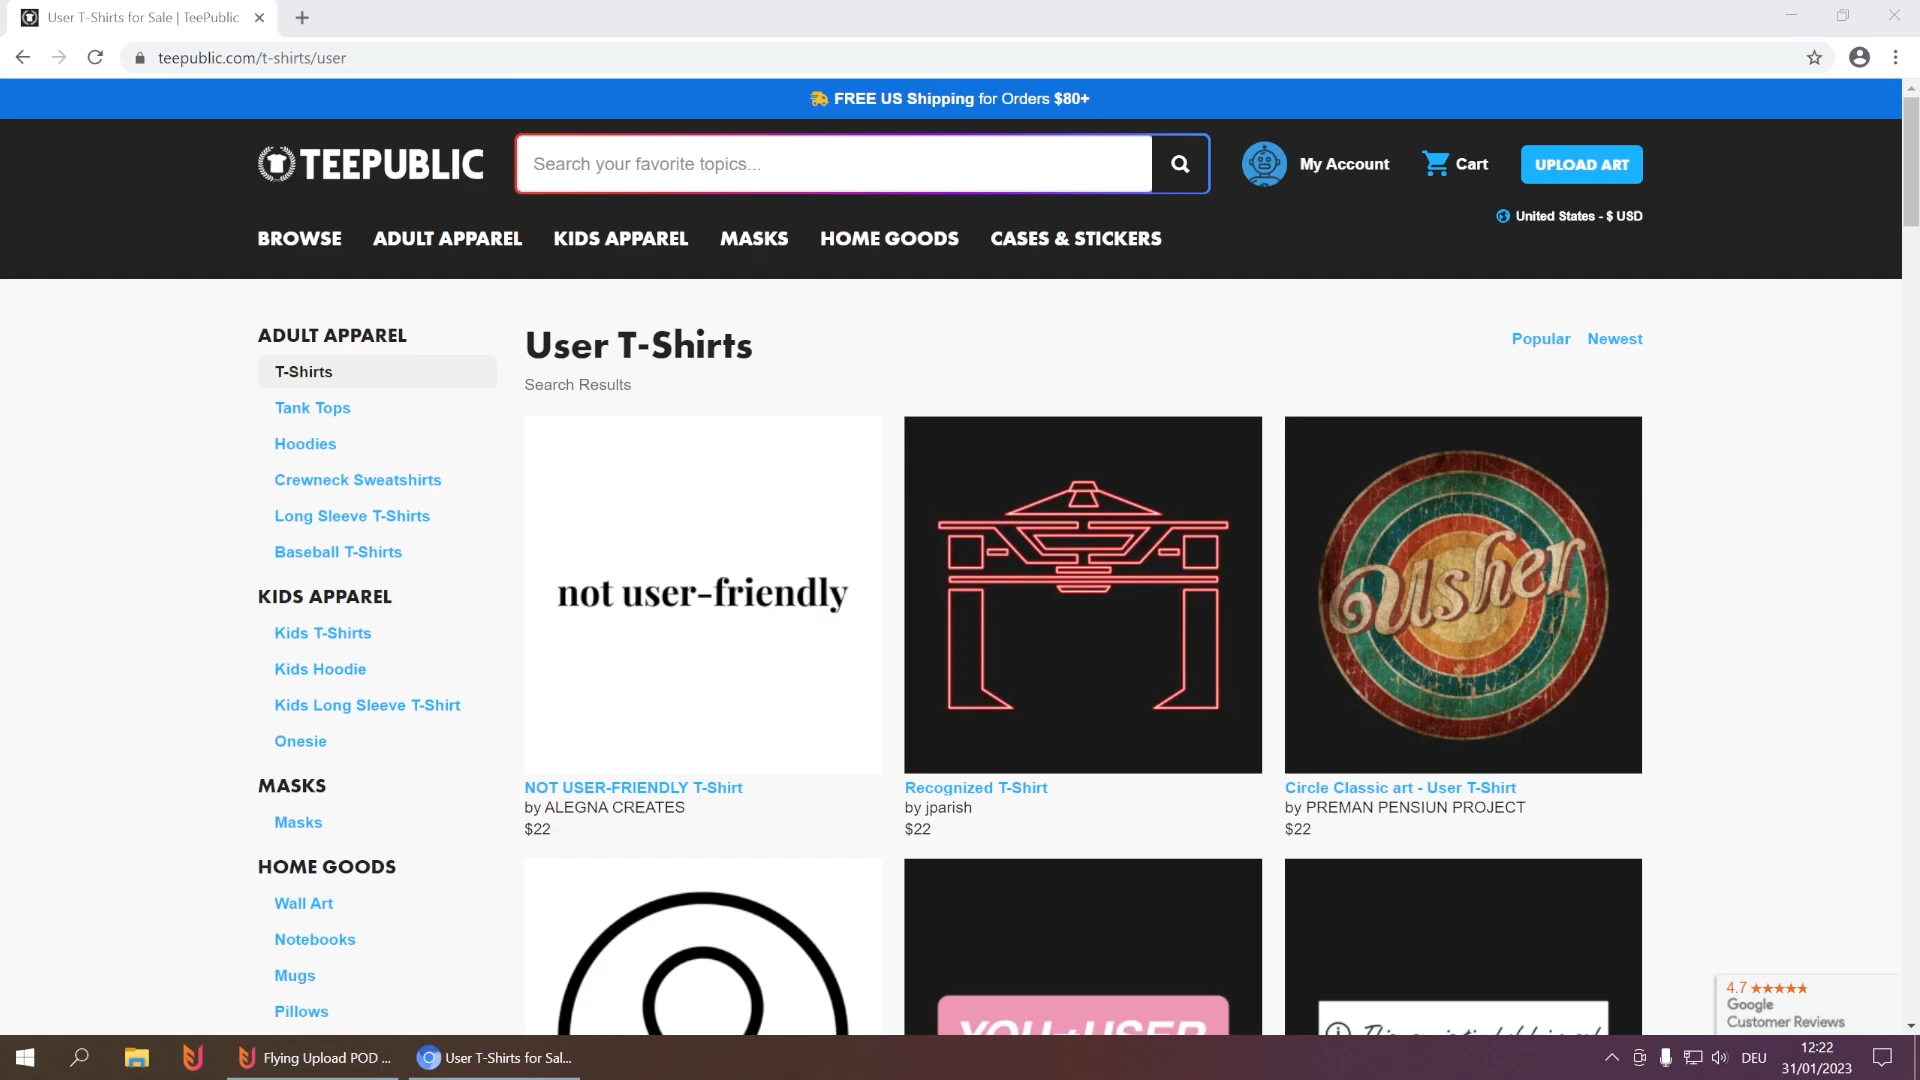 User T-Shirts for Sale | TeePublic
teepublic.com/t-shirts/user
FREE US Shipping for Orders $80+
TEEPUBLIC
Search your favorite topics...
My Account
Cart
UPLOAD ART
United States - $ USD
BROWSE
ADULT APPAREL
KIDS APPAREL
MASKS
HOME GOODS
CASES & STICKERS
ADULT APPAREL
T-Shirts
Tank Tops
Hoodies
Crewneck Sweatshirts
Long Sleeve T-Shirts
Baseball T-Shirts
KIDS APPAREL
Kids T-Shirts
Kids Hoodie
Kids Long Sleeve T-Shirt
Onesie
MASKS
Masks
HOME GOODS
Wall Art
Notebooks
Mugs
Pillows
User T-Shirts
Search Results
Popular
Newest
not user-friendly
NOT USER-FRIENDLY T-Shirt
by ALEGNA CREATES
$22
Recognized T-Shirt
by jparish
$22
Usher
Circle Classic art - User T-Shirt
by PREMAN PENSIUN PROJECT
$22
4.7
Google
Customer Reviews
Flying Upload POD ...
User T-Shirts for Sal...
DEU
12:22
31/01/2023